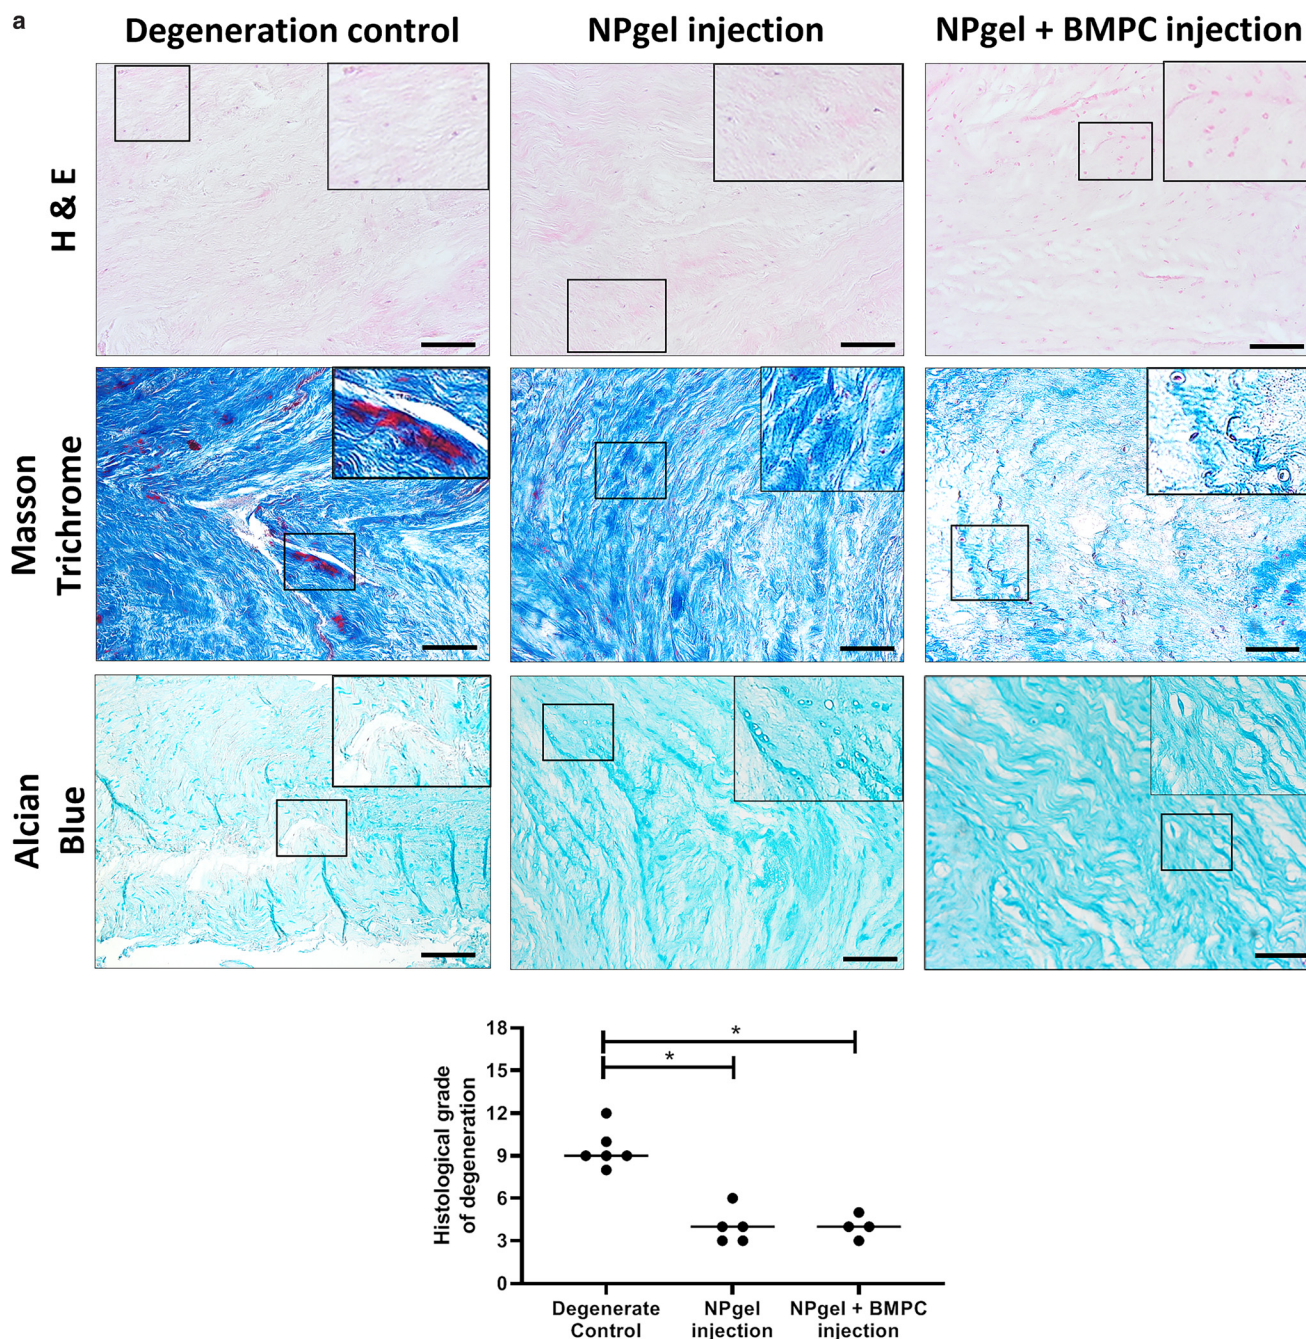 a
Degeneration control
NPgel injection
NPgel + BMPC injection
H & E
Masson
Trichrome
Alcian
Blue
Histological grade
of degeneration
18
15
12
9
6
3
0
*
*
Degenerate
Control
NPgel
injection
NPgel + BMPC
injection